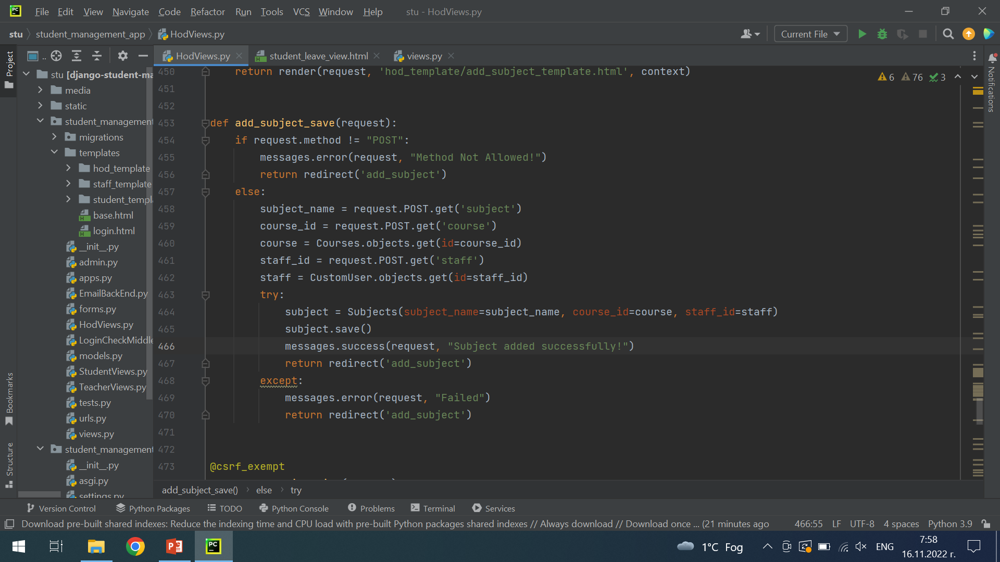 PC File Edit View Navigate Code Refactor Run Tools VCS Window Help stu - HodViews.py
stu student_management_app HodViews.py Current File
Project .. HodViews.py student_leave_view.html views.py
stu [django-student-ma
media
static
student_management
migrations
templates
hod_template
staff_template
student_templ
base.html
login.html
__init__.py
admin.py
apps.py
EmailBackEnd.py
forms.py
HodViews.py
LoginCheckMiddle
models.py
StudentViews.py
TeacherViews.py
tests.py
urls.py
views.py
student_management
__init__.py
asgi.py
settings.py
Bookmarks
Structure
Notifications
6 76 3
450 return render(request, 'hod_template/add_subject_template.html', context)
451
452
453 def add_subject_save(request):
454 if request.method != "POST":
455 messages.error(request, "Method Not Allowed!")
456 return redirect('add_subject')
457 else:
458 subject_name = request.POST.get('subject')
459 course_id = request.POST.get('course')
460 course = Courses.objects.get(id=course_id)
461 staff_id = request.POST.get('staff')
462 staff = CustomUser.objects.get(id=staff_id)
463 try:
464 subject = Subjects(subject_name=subject_name, course_id=course, staff_id=staff)
465 subject.save()
466 messages.success(request, "Subject added successfully!")
467 return redirect('add_subject')
468 except:
469 messages.error(request, "Failed")
470 return redirect('add_subject')
471
472
473 @csrf_exempt
add_subject_save() else try
Version Control Python Packages TODO Python Console Problems Terminal Services
Download pre-built shared indexes: Reduce the indexing time and CPU load with pre-built Python packages shared indexes // Always download // Download once ... (21 minutes ago 466:55 LF UTF-8 4 spaces Python 3.9
PC 1°C Fog ENG
7:58
16.11.2022 г.